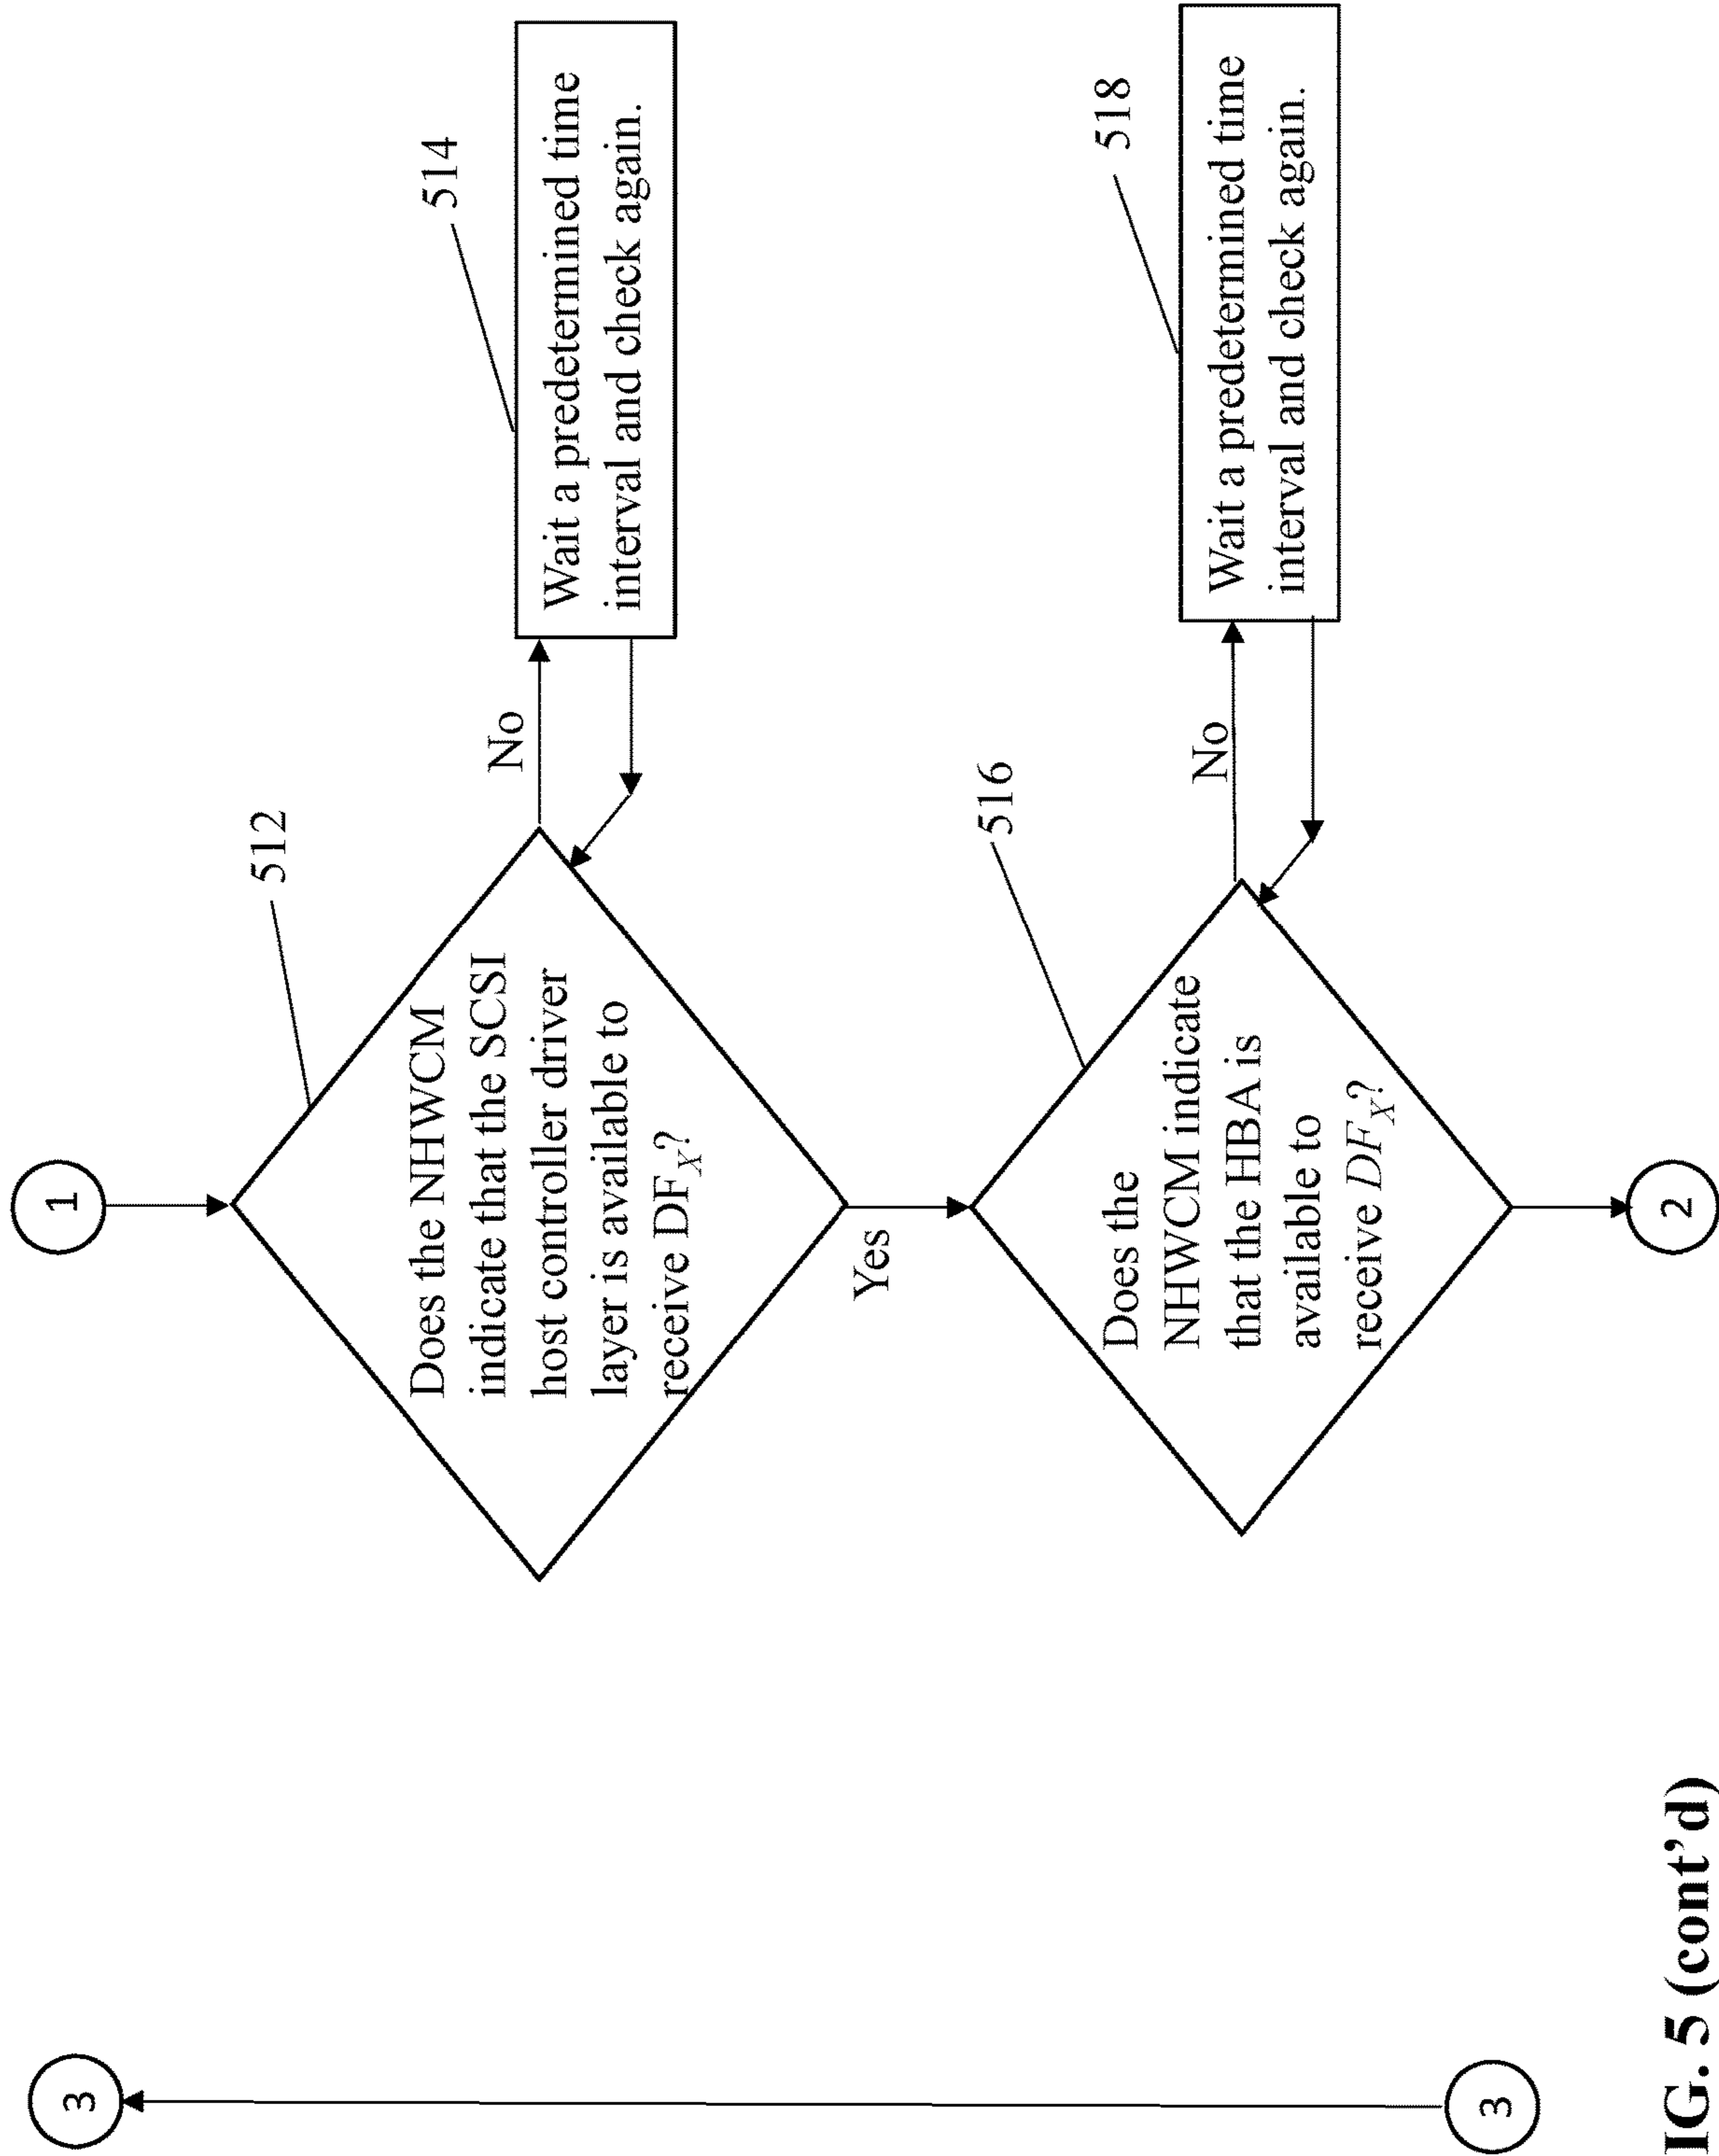 1
512
Does the NHWCM
indicate that the SCSI
host controller driver
layer is available to
receive DFX?
No
514
Wait a predetermined time
interval and check again.
Yes
516
Does the
NHWCM indicate
that the HBA is
available to
receive DFX?
No
518
Wait a predetermined time
interval and check again.
2
3
3
IG. 5 (cont’d)